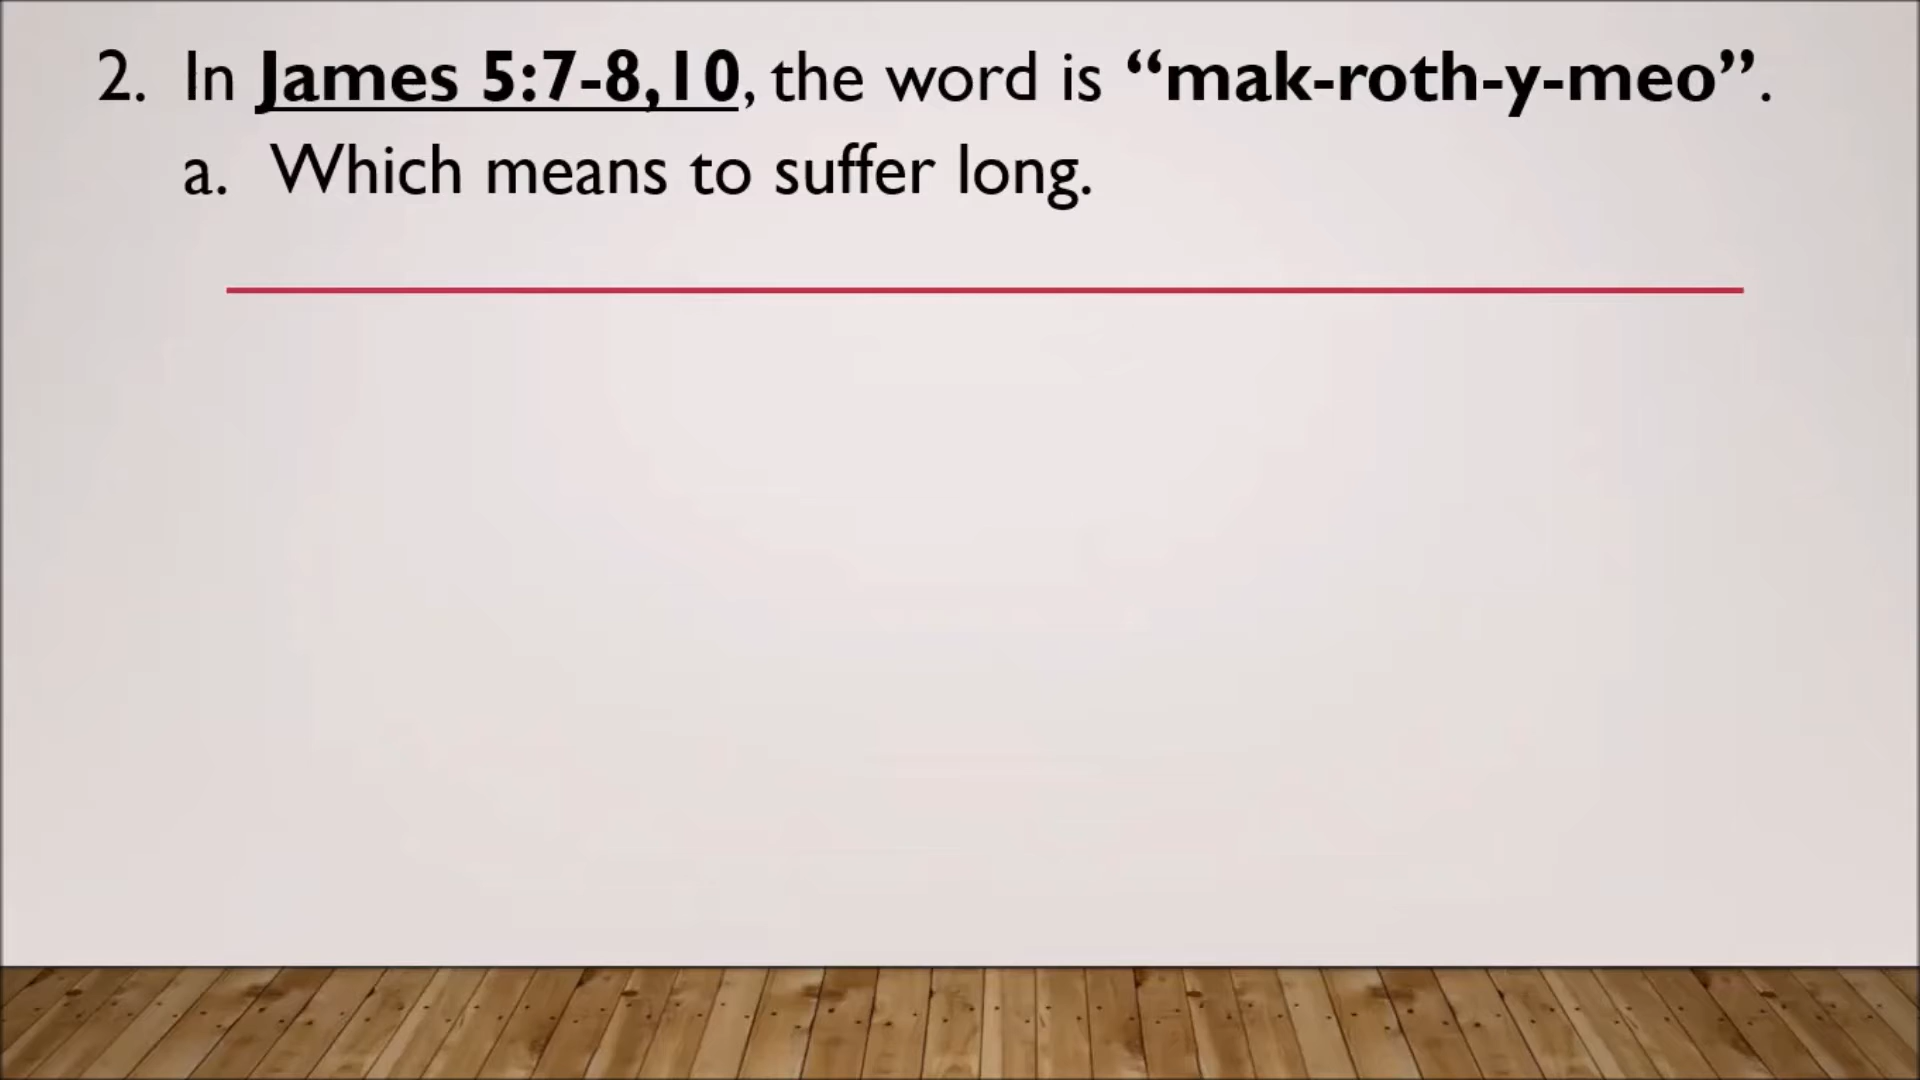 2. In James 5:7-8,10, the word is “mak-roth-y-meo”.
a. Which means to suffer long.